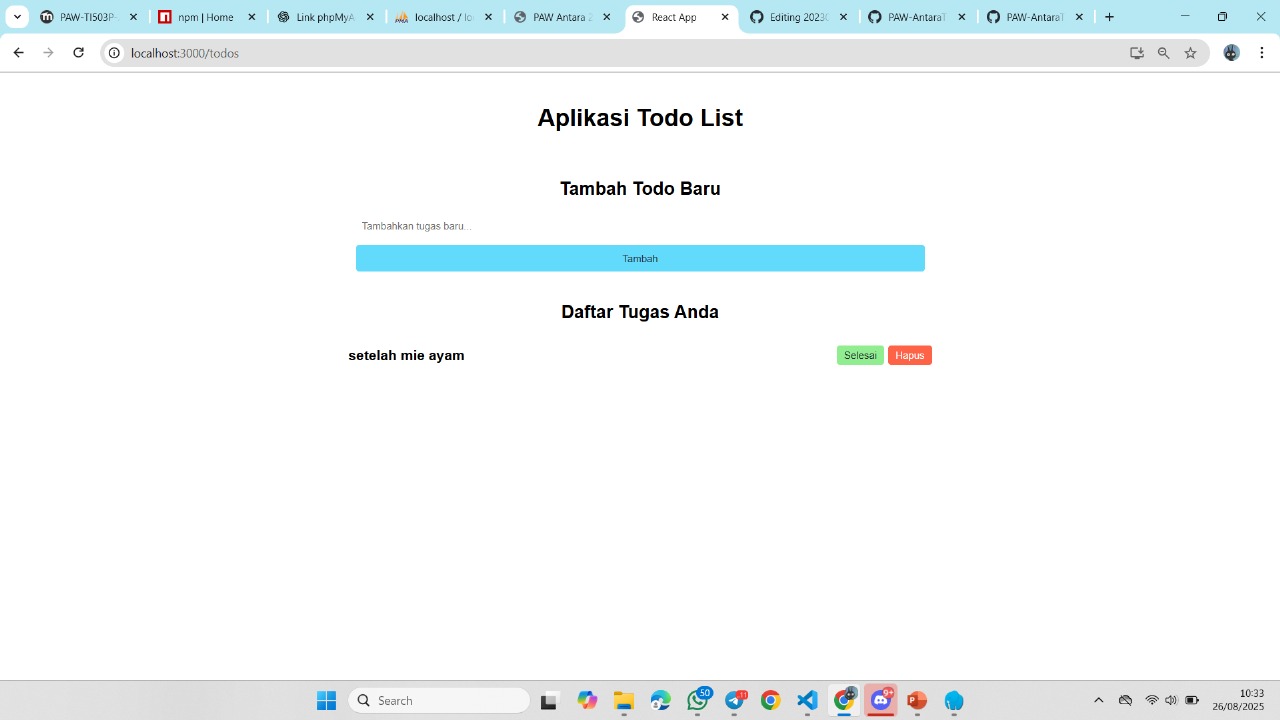 PAW-TI503P-
npm | Home
Link phpMyA
localhost / lo
PAW Antara 2
React App
Editing 2023
PAW-AntaraT
PAW-AntaraT
localhost:3000/todos
Aplikasi Todo List
Tambah Todo Baru
Tambahkan tugas baru...
Tambah
Daftar Tugas Anda
setelah mie ayam
Selesai
Hapus
Search
50
9+
10:33
26/08/2025